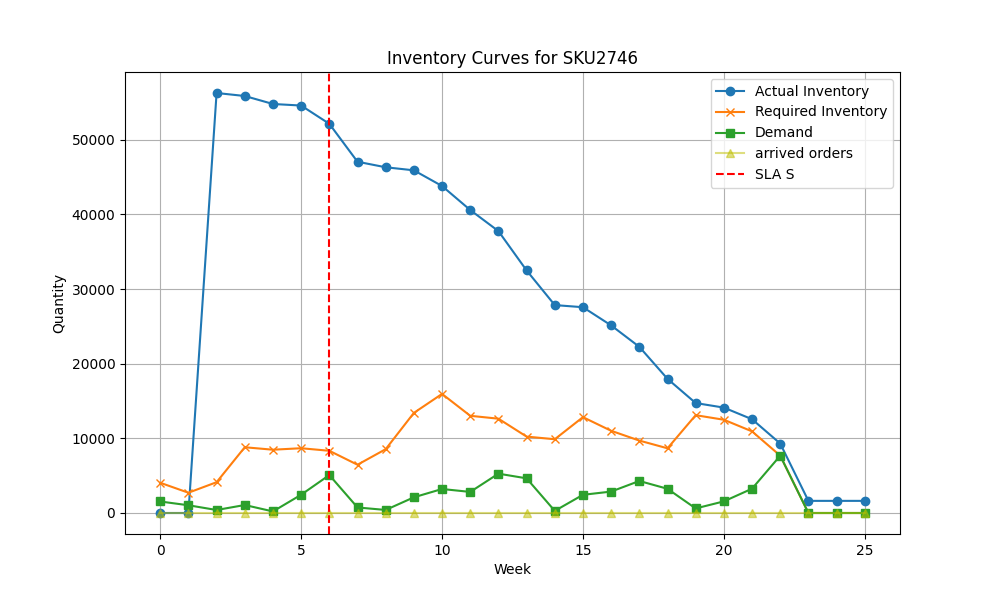 Inventory Curves for SKU2746
Actual Inventory
Required Inventory
Demand
arrived orders
SLA S
Quantity
50000
40000
30000
20000
10000
0
0 5 10 15 20 25
Week